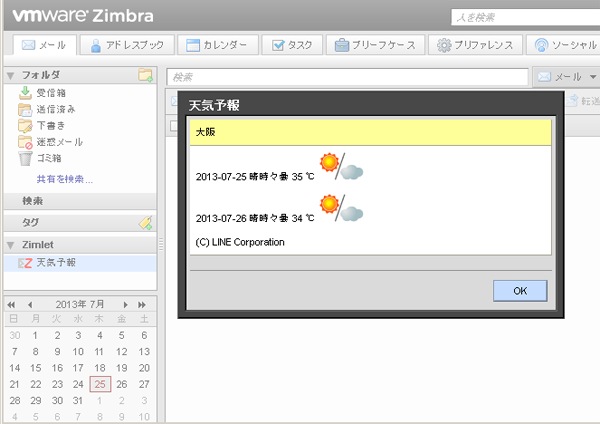 vmware Zimbra
人を検索
メール アドレスブック カレンダー タスク ブリーフケース プリファレンス ソーシャル
フォルダ
受信箱
送信済み
下書き
迷惑メール
ゴミ箱
共有を検索...
検索
タグ
Zimlet
天気予報
検索
メール
転送
天気予報
大阪
2013-07-25 晴時々曇 35 ℃
2013-07-26 晴時々曇 34 ℃
(C) LINE Corporation
OK
2013年 7月
日 月 火 水 木 金 土
30 1 2 3 4 5 6
7 8 9 10 11 12 13
14 15 16 17 18 19 20
21 22 23 24 25 26 27
28 29 30 31 1 2 3
4 5 6 7 8 9 10